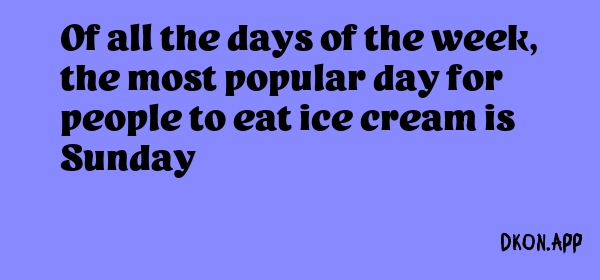 Of all the days of the week,
the most popular day for
people to eat ice cream is
Sunday
DKON.APP